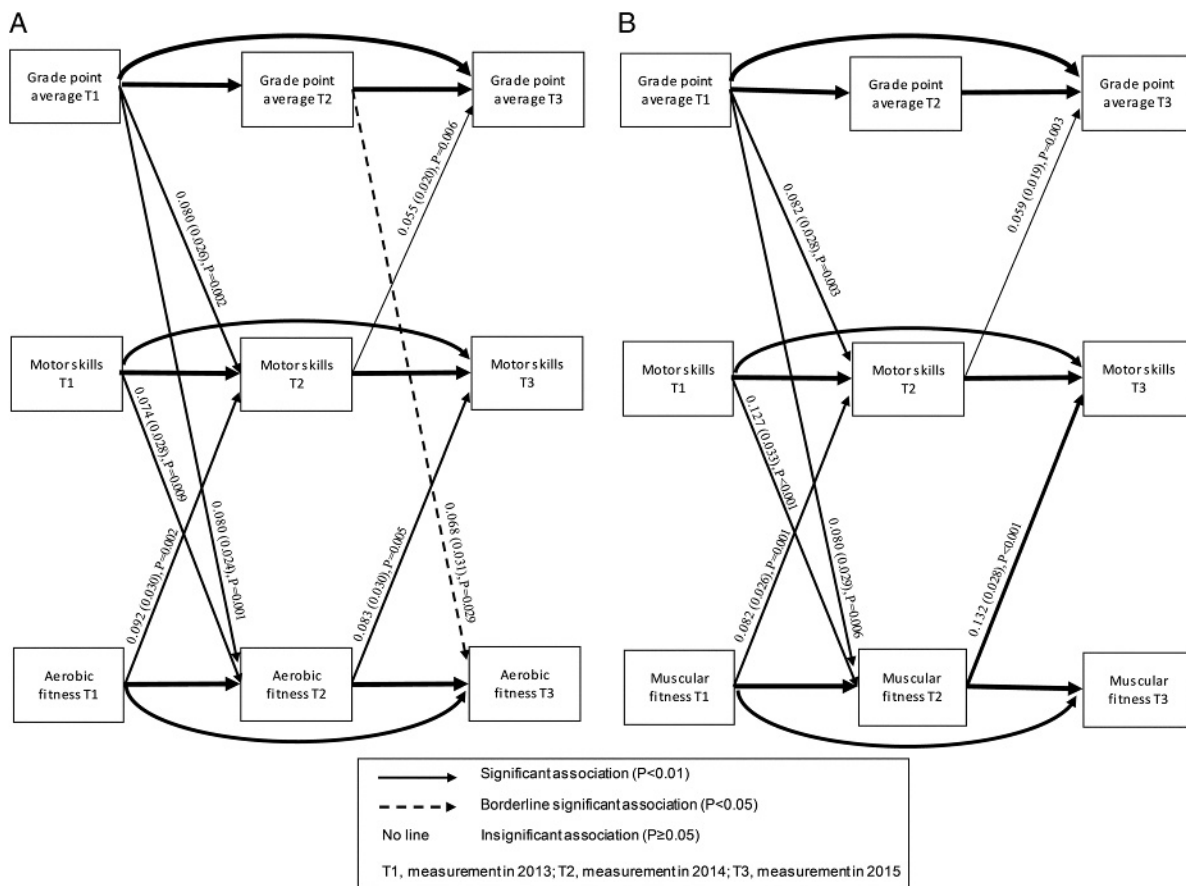 A
B
Grade point
average T1
Grade point
average T2
Grade point
average T3
Grade point
average T1
Grade point
average T2
Grade point
average T3
0.080 (0.026), P=0.002
0.055 (0.020), P=0.006
0.082 (0.028), P=0.003
0.059 (0.019), P=0.003
Motor skills
T1
Motor skills
T2
Motor skills
T3
Motor skills
T1
Motor skills
T2
Motor skills
T3
0.074 (0.028), P=0.009
0.092 (0.030), P=0.002
0.080 (0.024), P=0.001
0.083 (0.030), P=0.005
0.068 (0.031), P=0.029
0.127 (0.033), P<0.001
0.082 (0.026), P=0.001
0.080 (0.029), P=0.006
0.132 (0.028), P<0.001
Aerobic
fitness T1
Aerobic
fitness T2
Aerobic
fitness T3
Muscular
fitness T1
Muscular
fitness T2
Muscular
fitness T3
Significant association (P<0.01)
Borderline significant association (P<0.05)
No line Insignificant association (P≥0.05)
T1, measurement in 2013; T2, measurement in 2014; T3, measurement in 2015